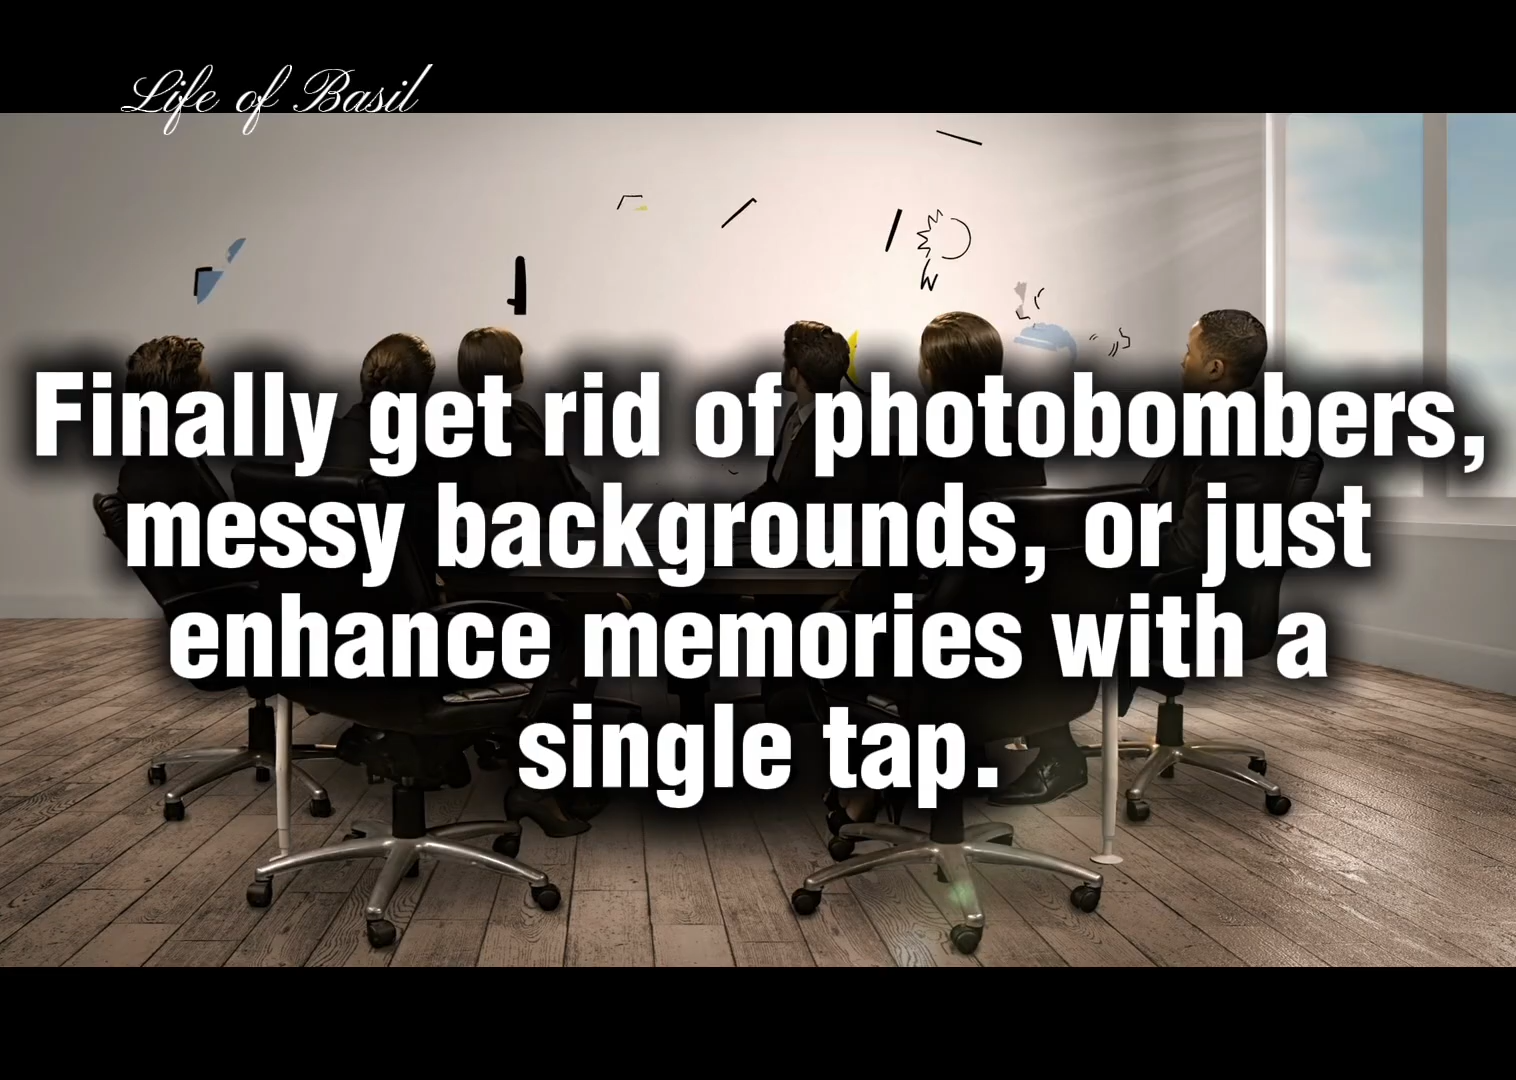 Life of Basil
Finally get rid of photobombers,
messy backgrounds, or just
enhance memories with a
single tap.